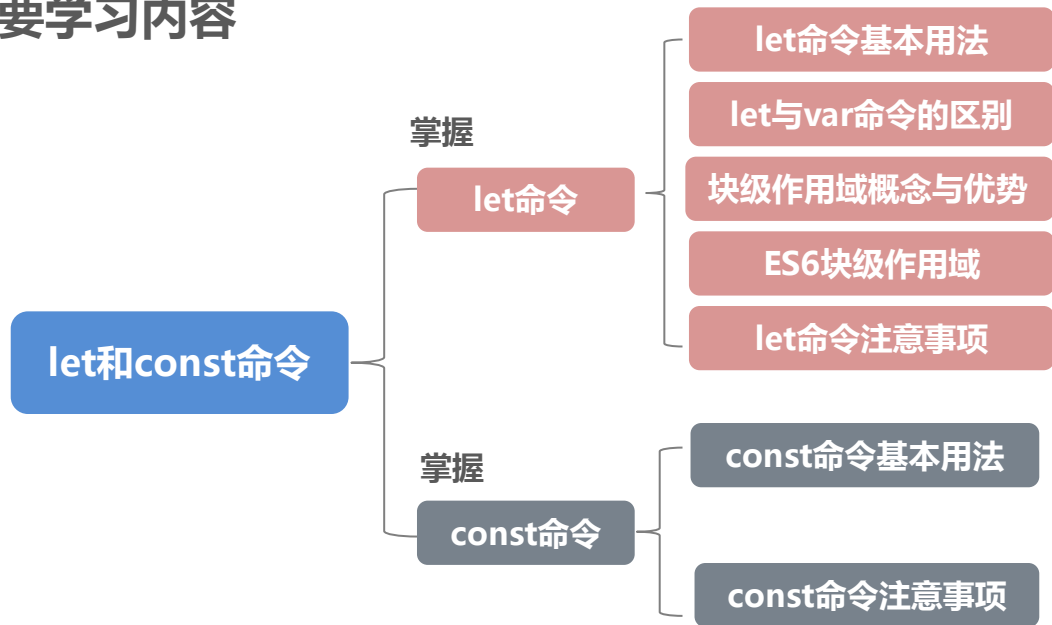 要学习内容
let和const命令
掌握
let命令
let命令基本用法
let与var命令的区别
块级作用域概念与优势
ES6块级作用域
let命令注意事项
掌握
const命令
const命令基本用法
const命令注意事项